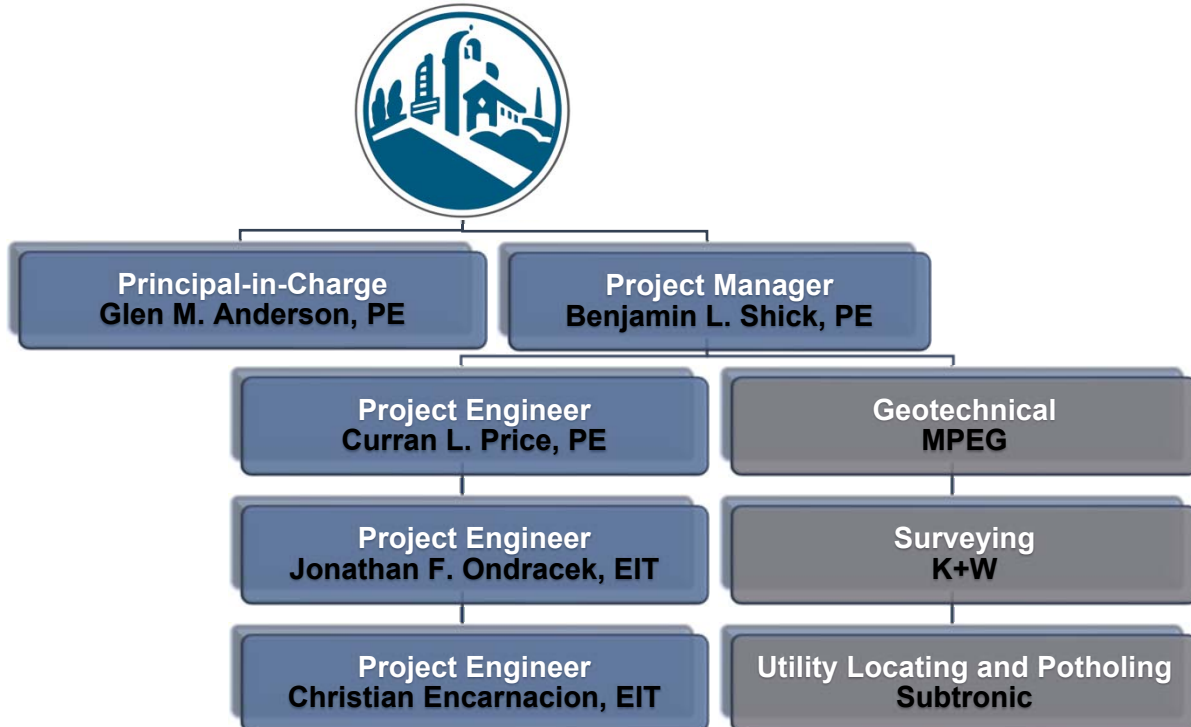 Principal-in-Charge
Glen M. Anderson, PE
Project Manager
Benjamin L. Shick, PE
Project Engineer
Curran L. Price, PE
Geotechnical
MPEG
Project Engineer
Jonathan F. Ondracek, EIT
Surveying
K+W
Project Engineer
Christian Encarnacion, EIT
Utility Locating and Potholing
Subtronic